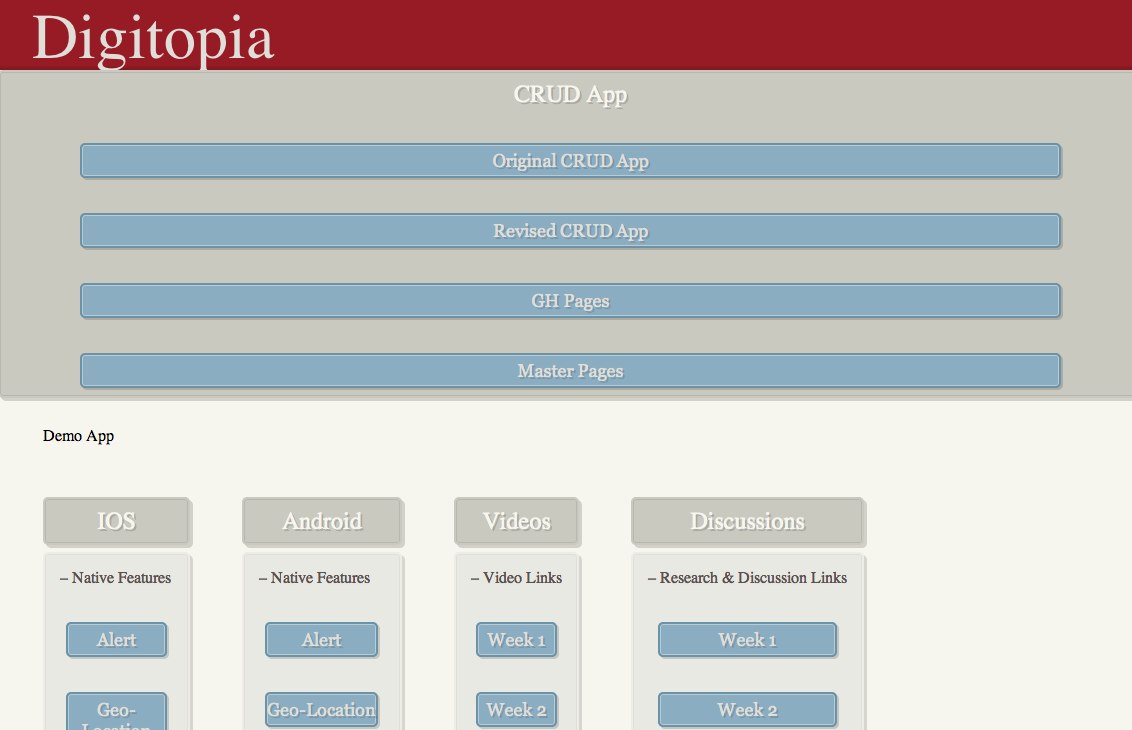 Digitopia
CRUD App
Original CRUD App
Revised CRUD App
GH Pages
Master Pages
Demo App
IOS
– Native Features
Alert
Geo-
Location
Android
– Native Features
Alert
Geo-Location
Videos
– Video Links
Week 1
Week 2
Discussions
– Research & Discussion Links
Week 1
Week 2